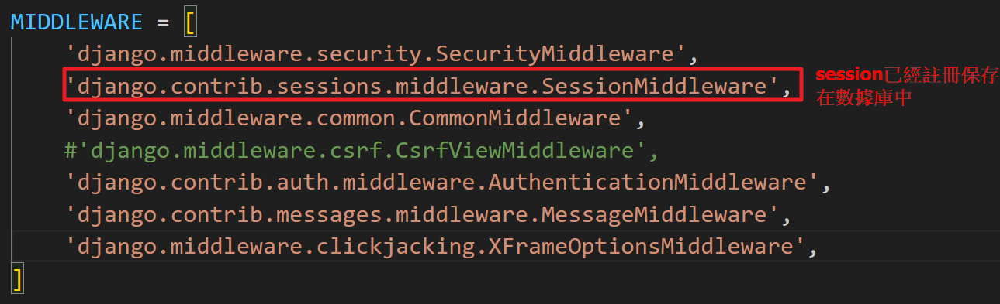 MIDDLEWARE = [
'django.middleware.security.SecurityMiddleware',
'django.contrib.sessions.middleware.SessionMiddleware',
session已經註冊保存
在數據庫中
'django.middleware.common.CommonMiddleware',
#'django.middleware.csrf.CsrfViewMiddleware',
'django.contrib.auth.middleware.AuthenticationMiddleware',
'django.contrib.messages.middleware.MessageMiddleware',
'django.middleware.clickjacking.XFrameOptionsMiddleware',
]